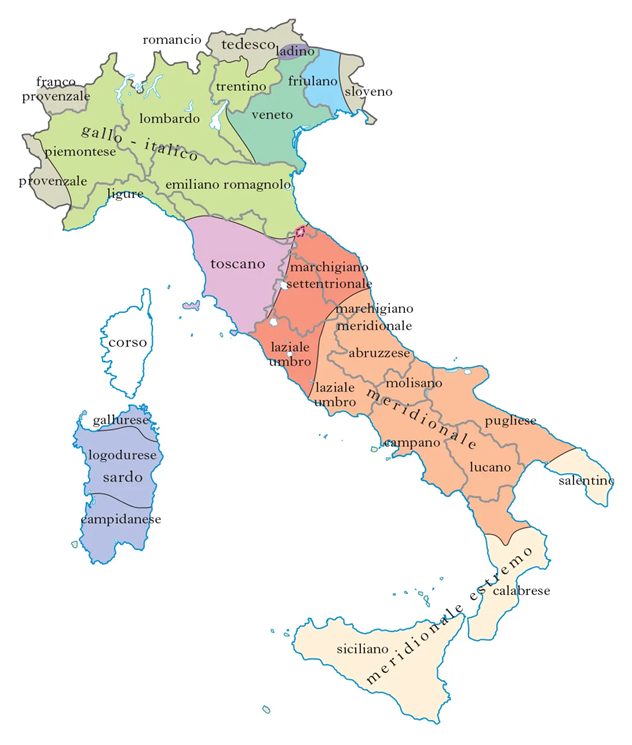 romancio
tedesco
ladino
franco
provenzale
trentino
friulano
sloveno
lombardo
veneto
gallo - italico
piemontese
provenzale
emiliano romagnolo
ligure
toscano
marchigiano
settentrionale
marchigiano
meridionale
corso
laziale
umbro
abruzzese
laziale
umbro
molisano
meridionale
gallurese
pugliese
campano
logodurese
sardo
lucano
salentino
campidanese
meridionale estremo
calabrese
siciliano